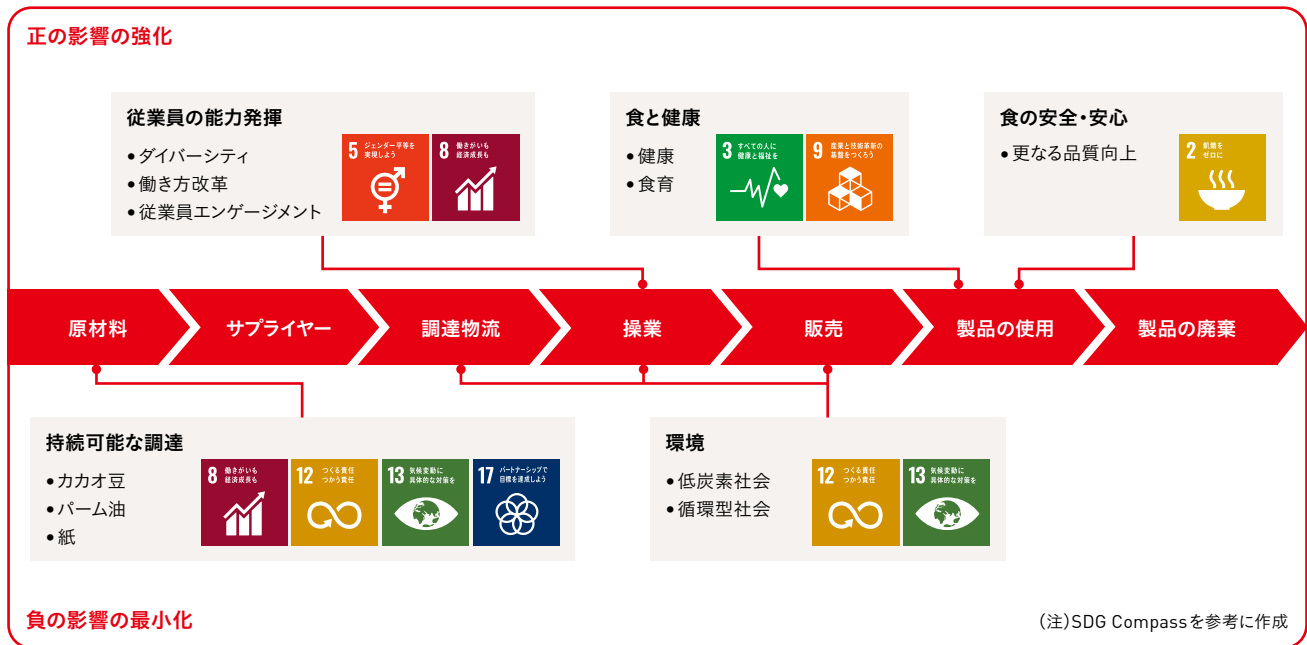 正の影響の強化
従業員の能力発揮
•ダイバーシティ
•働き方改革
•従業員エンゲージメント
5 ジェンダー平等を
実現しよう
8 働きがいも
経済成長も
食と健康
•健康
•食育
3 すべての人に
健康と福祉を
9 産業と技術革新の
基盤をつくろう
食の安全・安心
•更なる品質向上
2 飢餓を
ゼロに
原材料
サプライヤー
調達物流
操業
販売
製品の使用
製品の廃棄
持続可能な調達
•カカオ豆
•パーム油
•紙
8 働きがいも
経済成長も
12 つくる責任
つかう責任
13 気候変動に
具体的な対策を
17 パートナーシップで
目標を達成しよう
環境
•低炭素社会
•循環型社会
12 つくる責任
つかう責任
13 気候変動に
具体的な対策を
負の影響の最小化
(注)SDG Compassを参考に作成